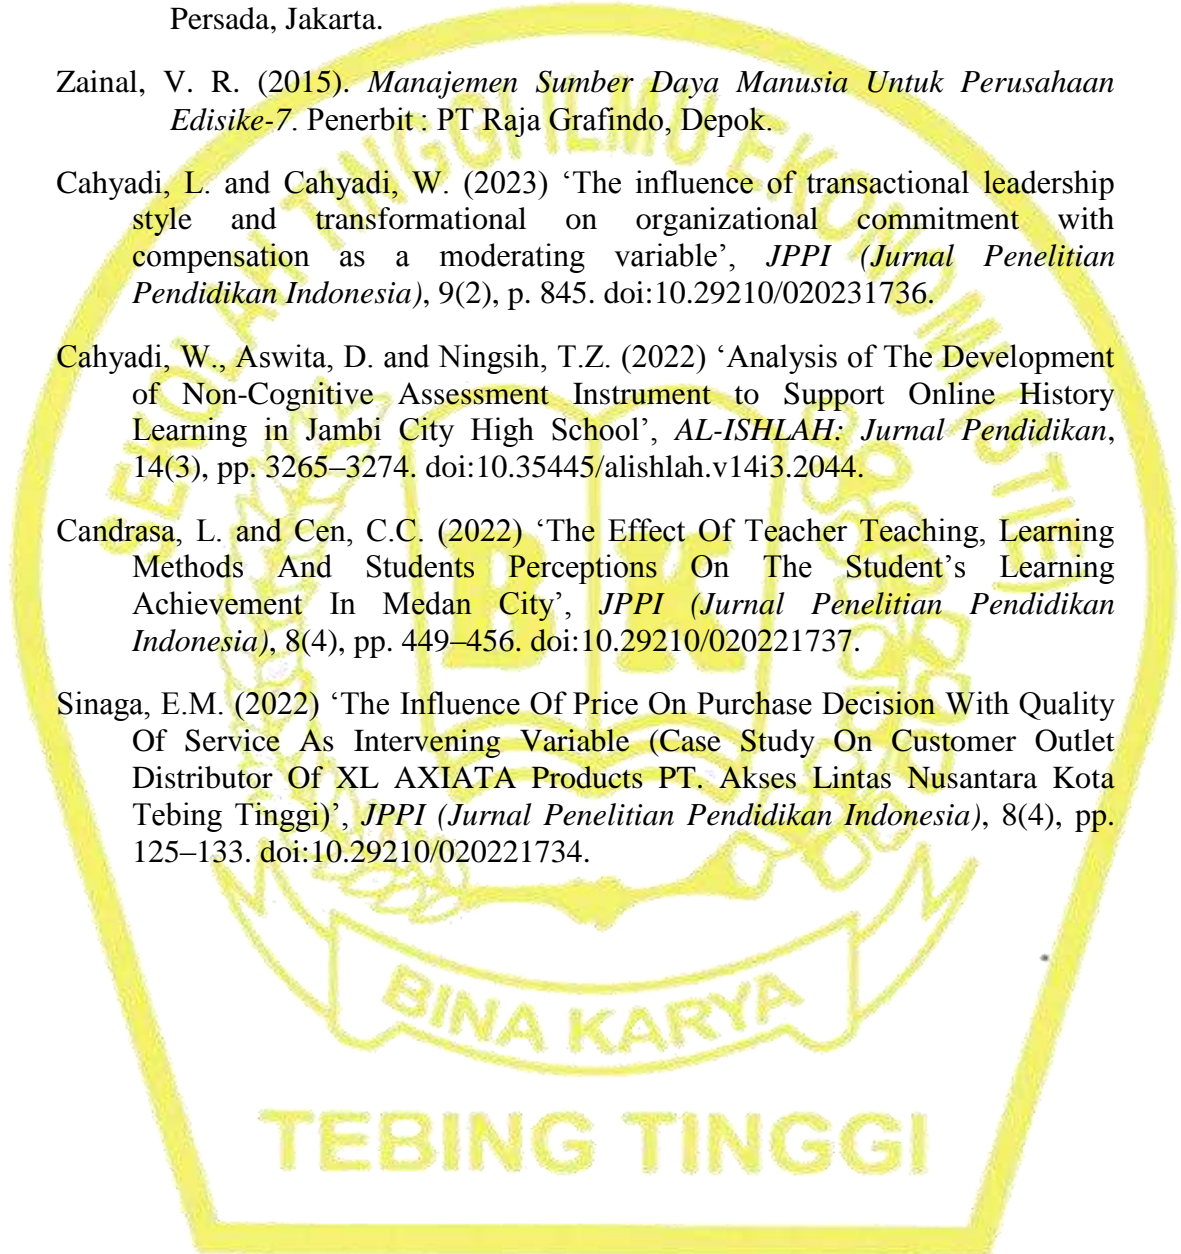 Persada, Jakarta.
Zainal, V. R. (2015). Manajemen Sumber Daya Manusia Untuk Perusahaan
Edisike-7. Penerbit : PT Raja Grafindo, Depok.
Cahyadi, L. and Cahyadi, W. (2023) ‘The influence of transactional leadership
style and transformational on organizational commitment with
compensation as a moderating variable’, JPPI (Jurnal Penelitian
Pendidikan Indonesia), 9(2), p. 845. doi:10.29210/020231736.
Cahyadi, W., Aswita, D. and Ningsih, T.Z. (2022) ‘Analysis of The Development
of Non-Cognitive Assessment Instrument to Support Online History
Learning in Jambi City High School’, AL-ISHLAH: Jurnal Pendidikan,
14(3), pp. 3265–3274. doi:10.35445/alishlah.v14i3.2044.
Candrasa, L. and Cen, C.C. (2022) ‘The Effect Of Teacher Teaching, Learning
Methods And Students Perceptions On The Student’s Learning
Achievement In Medan City’, JPPI (Jurnal Penelitian Pendidikan
Indonesia), 8(4), pp. 449–456. doi:10.29210/020221737.
Sinaga, E.M. (2022) ‘The Influence Of Price On Purchase Decision With Quality
Of Service As Intervening Variable (Case Study On Customer Outlet
Distributor Of XL AXIATA Products PT. Akses Lintas Nusantara Kota
Tebing Tinggi)’, JPPI (Jurnal Penelitian Pendidikan Indonesia), 8(4), pp.
125–133. doi:10.29210/020221734.
SEKOLAH TINGGI ILMU EKONOMI (STIE)
BK
BINA KARYA
TEBING TINGGI